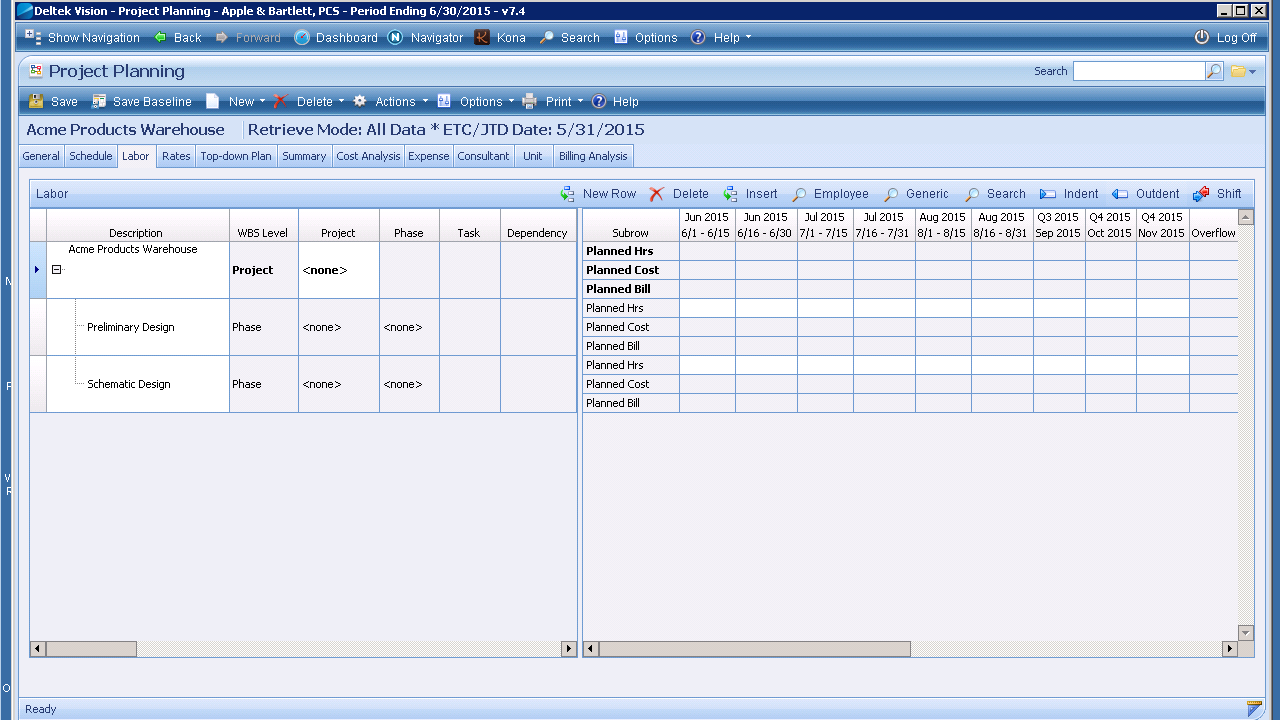 Deltek Vision - Project Planning - Apple & Bartlett, PCS - Period Ending 6/30/2015 - v7.4
Show Navigation Back Forward Dashboard Navigator Kona Search Options Help Log Off
Project Planning Search
Save Save Baseline New Delete Actions Options Print Help
Acme Products Warehouse Retrieve Mode: All Data * ETC/JTD Date: 5/31/2015
General Schedule Labor Rates Top-down Plan Summary Cost Analysis Expense Consultant Unit Billing Analysis
Labor New Row Delete Insert Employee Generic Search Indent Outdent Shift
Jun 2015 Jun 2015 Jul 2015 Jul 2015 Aug 2015 Aug 2015 Q3 2015 Q4 2015 Q4 2015
Description WBS Level Project Phase Task Dependency Subrow 6/1 - 6/15 6/16 - 6/30 7/1 - 7/15 7/16 - 7/31 8/1 - 8/15 8/16 - 8/31 Sep 2015 Oct 2015 Nov 2015 Overflow
Acme Products Warehouse Planned Hrs
Project <none> Planned Cost
Planned Bill
Planned Hrs
Preliminary Design Phase <none> <none> Planned Cost
Planned Bill
Planned Hrs
Schematic Design Phase <none> <none> Planned Cost
Planned Bill
Ready